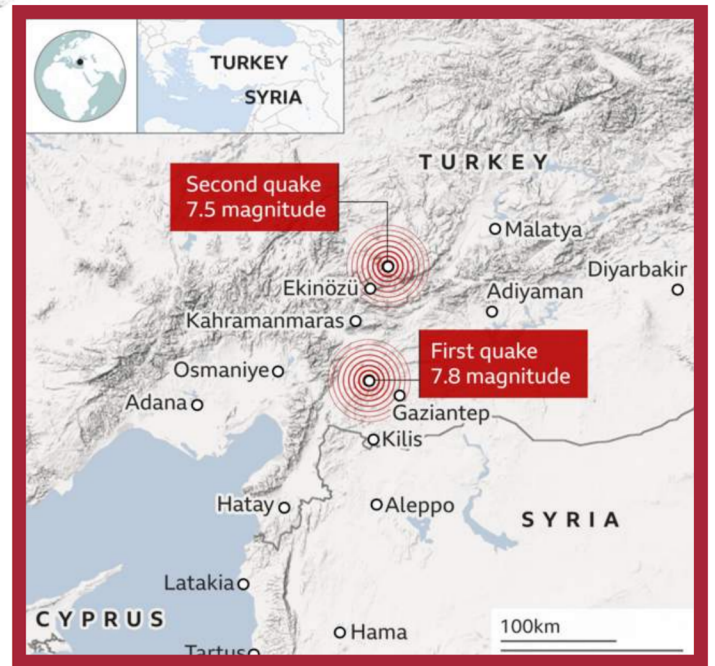 TURKEY
SYRIA
TURKEY
Second quake
7.5 magnitude
Malatya
Diyarbakir
Ekinözü
Adiyaman
Kahramanmaras
First quake
7.8 magnitude
Osmaniye
Adana
Gaziantep
Kilis
Hatay
Aleppo
SYRIA
Latakia
CYPRUS
100km
Hama
Tartus